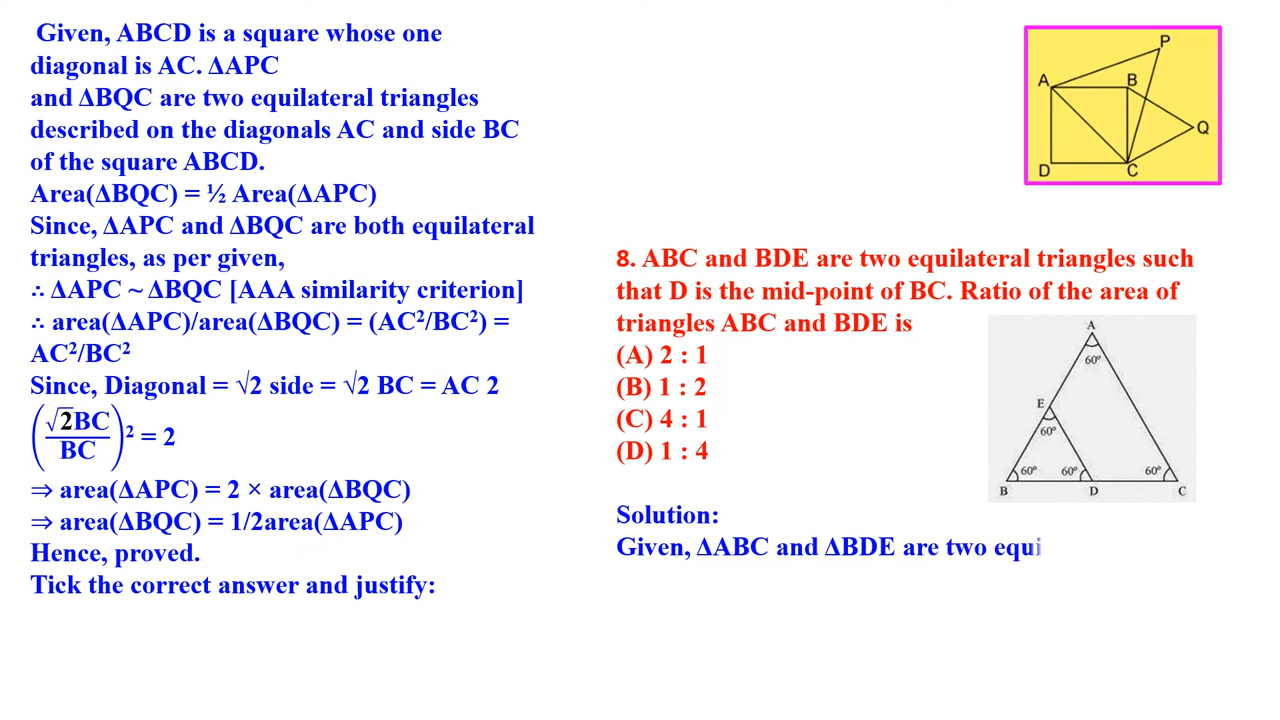 Given, ABCD is a square whose one
diagonal is AC. ΔAPC
and ΔBQC are two equilateral triangles
described on the diagonals AC and side BC
of the square ABCD.
Area(ΔBQC) = ½ Area(ΔAPC)
Since, ΔAPC and ΔBQC are both equilateral
triangles, as per given,
∴ ΔAPC ~ ΔBQC [AAA similarity criterion]
∴ area(ΔAPC)/area(ΔBQC) = (AC²/BC²) =
AC²/BC²
Since, Diagonal = √2 side = √2 BC = AC 2
(√2BC/BC)² = 2
⇒ area(ΔAPC) = 2 × area(ΔBQC)
⇒ area(ΔBQC) = 1/2area(ΔAPC)
Hence, proved.
Tick the correct answer and justify:
P
A
B
Q
D
C
8. ABC and BDE are two equilateral triangles such
that D is the mid-point of BC. Ratio of the area of
triangles ABC and BDE is
(A) 2 : 1
(B) 1 : 2
(C) 4 : 1
(D) 1 : 4
A
60º
E
60º
60º
60º
60º
B
D
C
Solution:
Given, ΔABC and ΔBDE are two equi